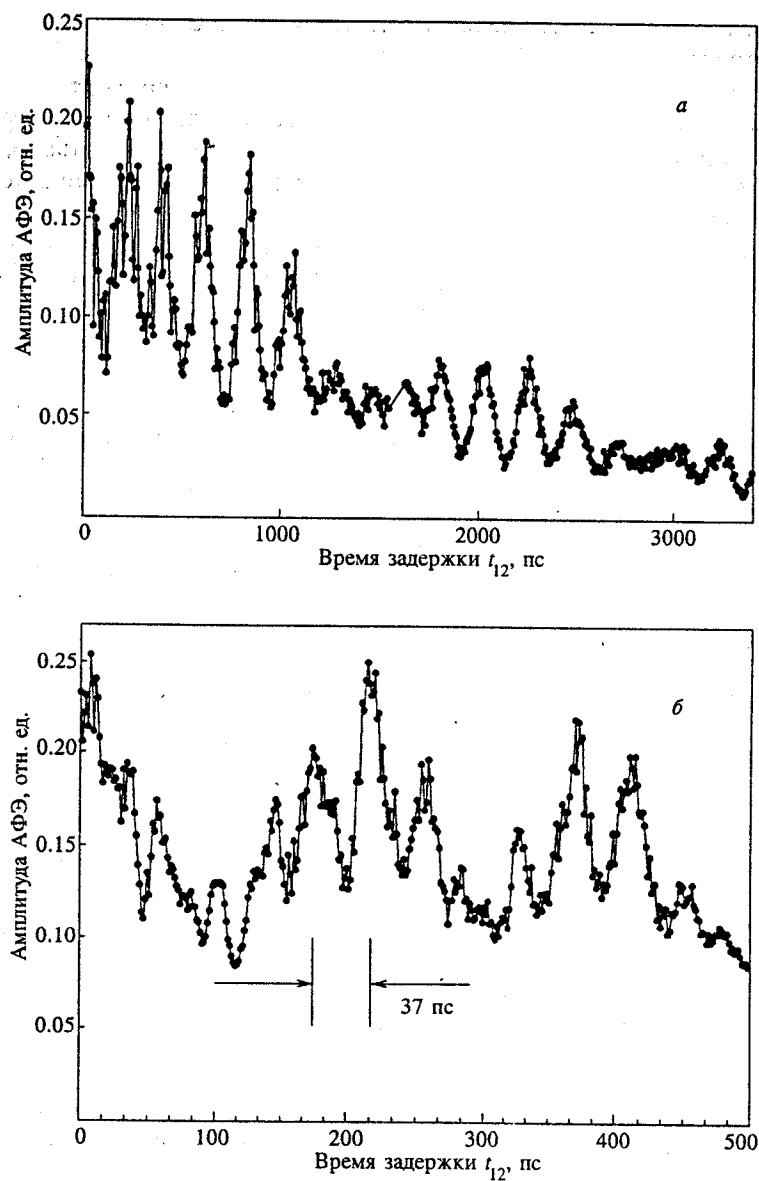 0.25
а
0.20
0.15
0.10
0.05
Амплитуда АФЭ, отн. ед.
0 1000 2000 3000
Время задержки t12, пс
0.25
б
0.20
0.15
0.10
0.05
Амплитуда АФЭ, отн. ед.
37 пс
0 100 200 300 400 500
Время задержки t12, пс